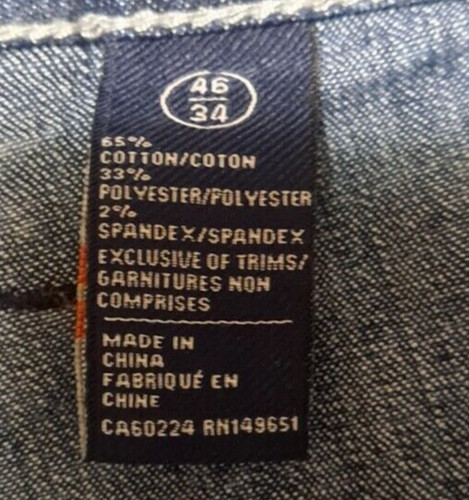 46
34
65%
COTTON/COTON
33%
POLYESTER/POLYESTER
2%
SPANDEX/SPANDEX
EXCLUSIVE OF TRIMS/
GARNITURES NON
COMPRISES
MADE IN
CHINA
FABRIQUÉ EN
CHINE
CA60224 RN149651